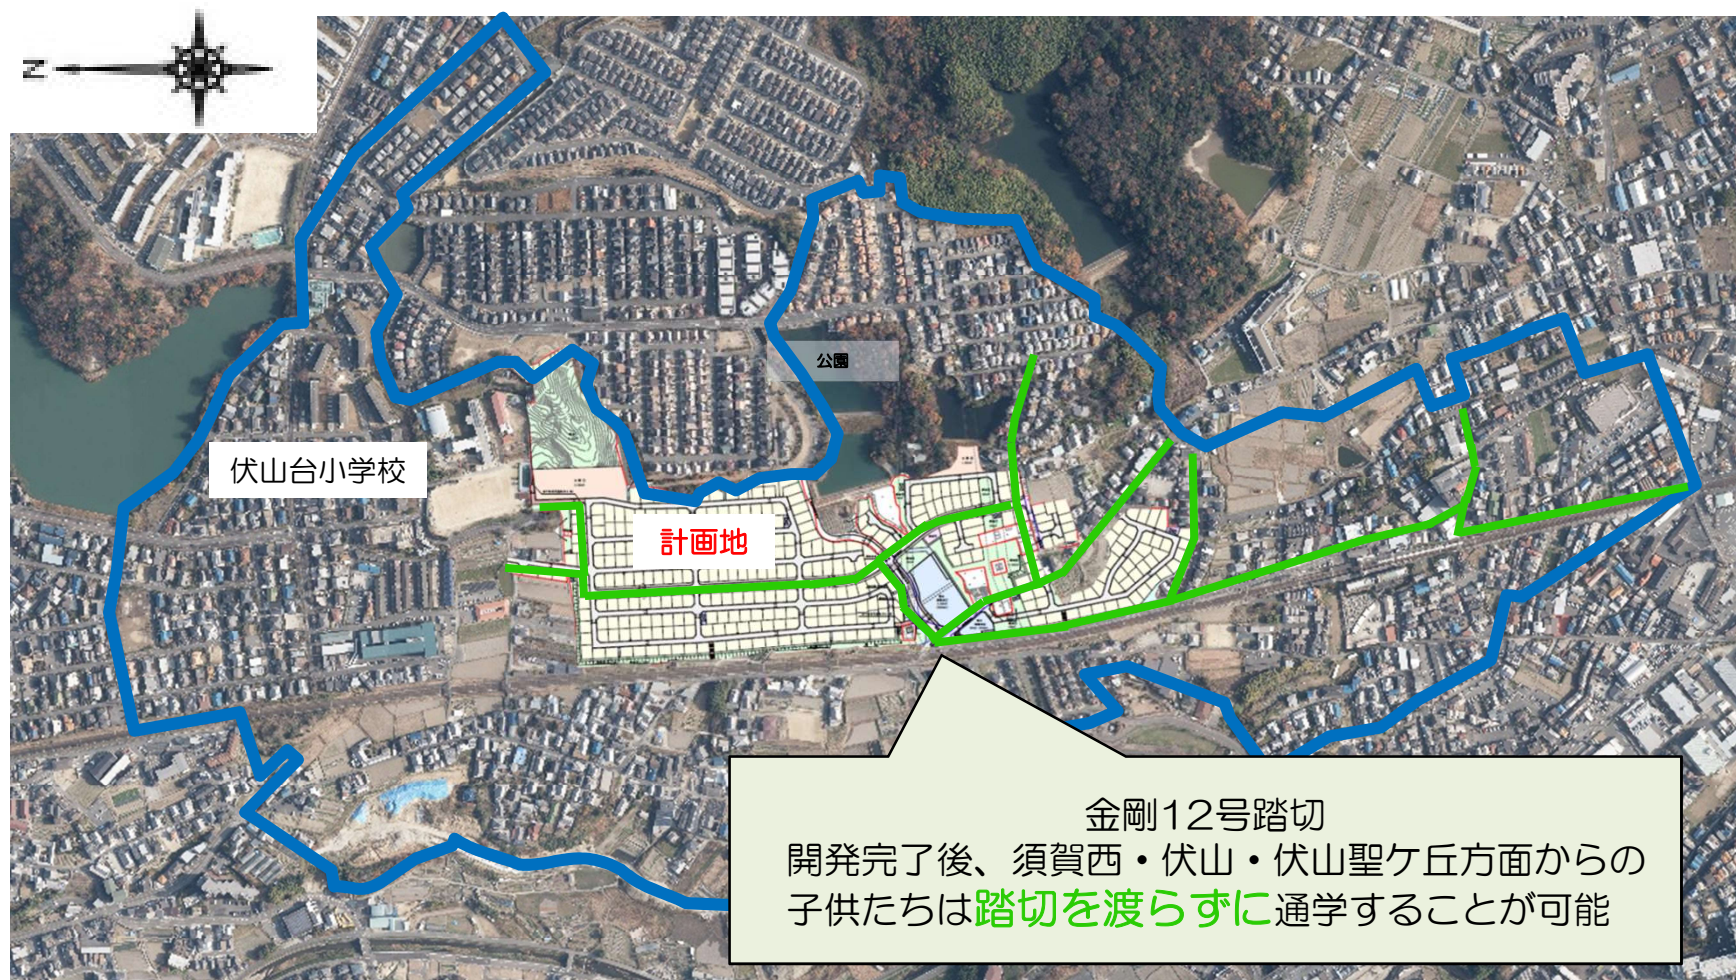 Z
公園
伏山台小学校
計画地
金剛12号踏切
開発完了後、須賀西・伏山・伏山聖ケ丘方面からの
子供たちは踏切を渡らずに通学することが可能